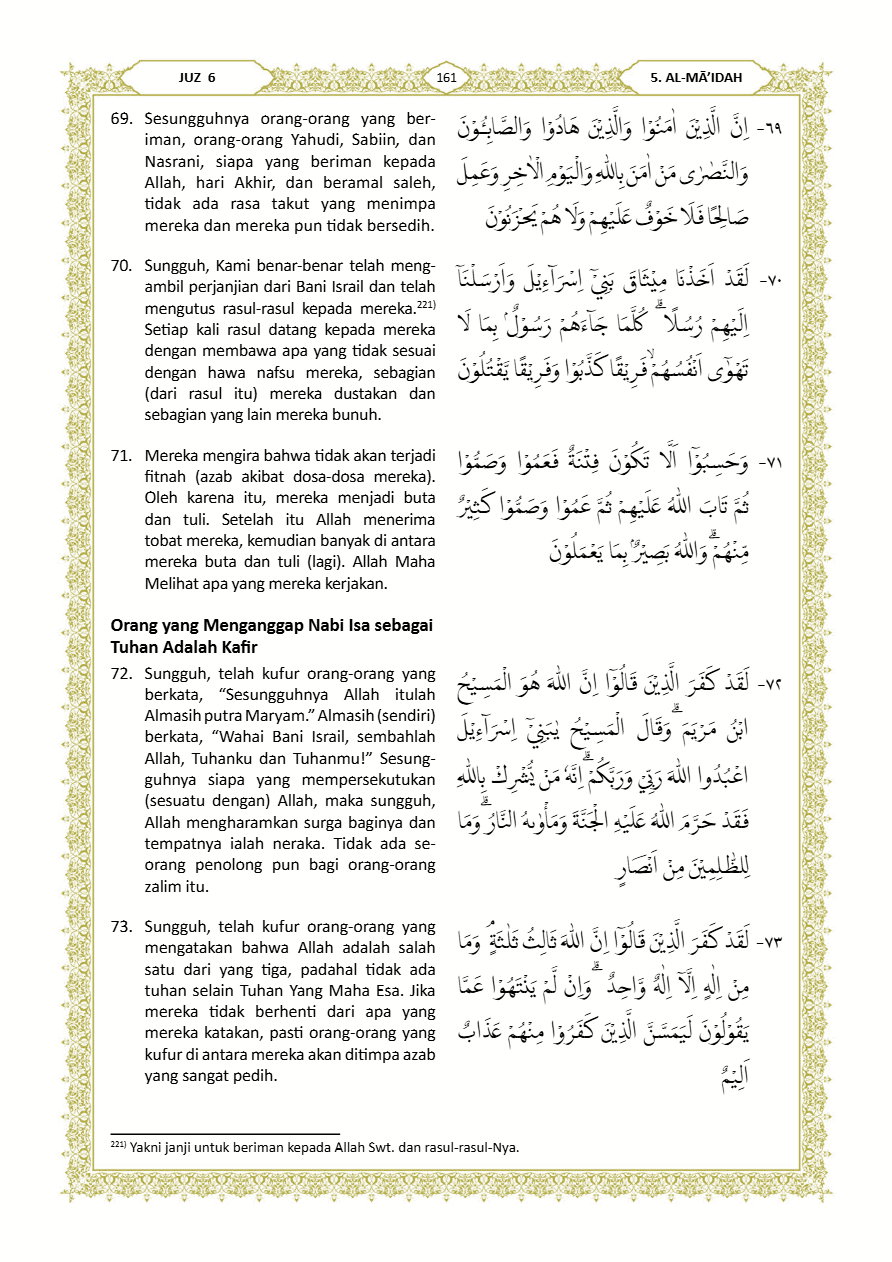 JUZ 6
161
5. AL-MĀ’IDAH
69. Sesungguhnya orang-orang yang ber-
iman, orang-orang Yahudi, Sabiin, dan
Nasrani, siapa yang beriman kepada
Allah, hari Akhir, dan beramal saleh,
tidak ada rasa takut yang menimpa
mereka dan mereka pun tidak bersedih.
٦٩- اِنَّ الَّذِيْنَ اٰمَنُوْا وَالَّذِيْنَ هَادُوْا وَالصَّابِـُٔوْنَ
وَالنَّصٰرٰى مَنْ اٰمَنَ بِاللّٰهِ وَالْيَوْمِ الْاٰخِرِ وَعَمِلَ
صَالِحًا فَلَا خَوْفٌ عَلَيْهِمْ وَلَا هُمْ يَحْزَنُوْنَ
70. Sungguh, Kami benar-benar telah meng-
ambil perjanjian dari Bani Israil dan telah
mengutus rasul-rasul kepada mereka.221)
Setiap kali rasul datang kepada mereka
dengan membawa apa yang tidak sesuai
dengan hawa nafsu mereka, sebagian
(dari rasul itu) mereka dustakan dan
sebagian yang lain mereka bunuh.
٧٠- لَقَدْ اَخَذْنَا مِيْثَاقَ بَنِيْٓ اِسْرَاۤءِيْلَ وَاَرْسَلْنَآ
اِلَيْهِمْ رُسُلًاۗ كُلَّمَا جَاۤءَهُمْ رَسُوْلٌۢ بِمَا لَا
تَهْوٰٓى اَنْفُسُهُمْۙ فَرِيْقًا كَذَّبُوْا وَفَرِيْقًا يَّقْتُلُوْنَ
71. Mereka mengira bahwa tidak akan terjadi
fitnah (azab akibat dosa-dosa mereka).
Oleh karena itu, mereka menjadi buta
dan tuli. Setelah itu Allah menerima
tobat mereka, kemudian banyak di antara
mereka buta dan tuli (lagi). Allah Maha
Melihat apa yang mereka kerjakan.
٧١- وَحَسِبُوْٓا اَلَّا تَكُوْنَ فِتْنَةٌ فَعَمُوْا وَصَمُّوْا
ثُمَّ تَابَ اللّٰهُ عَلَيْهِمْ ثُمَّ عَمُوْا وَصَمُّوْا كَثِيْرٌ
مِّنْهُمْۗ وَاللّٰهُ بَصِيْرٌۢ بِمَا يَعْمَلُوْنَ
Orang yang Menganggap Nabi Isa sebagai
Tuhan Adalah Kafir
72. Sungguh, telah kufur orang-orang yang
berkata, “Sesungguhnya Allah itulah
Almasih putra Maryam.” Almasih (sendiri)
berkata, “Wahai Bani Israil, sembahlah
Allah, Tuhanku dan Tuhanmu!” Sesung-
guhnya siapa yang mempersekutukan
(sesuatu dengan) Allah, maka sungguh,
Allah mengharamkan surga baginya dan
tempatnya ialah neraka. Tidak ada se-
orang penolong pun bagi orang-orang
zalim itu.
٧٢- لَقَدْ كَفَرَ الَّذِيْنَ قَالُوْٓا اِنَّ اللّٰهَ هُوَ الْمَسِيْحُ
ابْنُ مَرْيَمَۗ وَقَالَ الْمَسِيْحُ يٰبَنِيْٓ اِسْرَاۤءِيْلَ
اعْبُدُوا اللّٰهَ رَبِّيْ وَرَبَّكُمْۗ اِنَّهٗ مَنْ يُّشْرِكْ بِاللّٰهِ
فَقَدْ حَرَّمَ اللّٰهُ عَلَيْهِ الْجَنَّةَ وَمَأْوٰىهُ النَّارُۗ وَمَا
لِلظّٰلِمِيْنَ مِنْ اَنْصَارٍ
73. Sungguh, telah kufur orang-orang yang
mengatakan bahwa Allah adalah salah
satu dari yang tiga, padahal tidak ada
tuhan selain Tuhan Yang Maha Esa. Jika
mereka tidak berhenti dari apa yang
mereka katakan, pasti orang-orang yang
kufur di antara mereka akan ditimpa azab
yang sangat pedih.
٧٣- لَقَدْ كَفَرَ الَّذِيْنَ قَالُوْٓا اِنَّ اللّٰهَ ثَالِثُ ثَلٰثَةٍۘ وَمَا
مِنْ اِلٰهٍ اِلَّآ اِلٰهٌ وَّاحِدٌۗ وَاِنْ لَّمْ يَنْتَهُوْا عَمَّا
يَقُوْلُوْنَ لَيَمَسَّنَّ الَّذِيْنَ كَفَرُوْا مِنْهُمْ عَذَابٌ
اَلِيْمٌ
221) Yakni janji untuk beriman kepada Allah Swt. dan rasul-rasul-Nya.